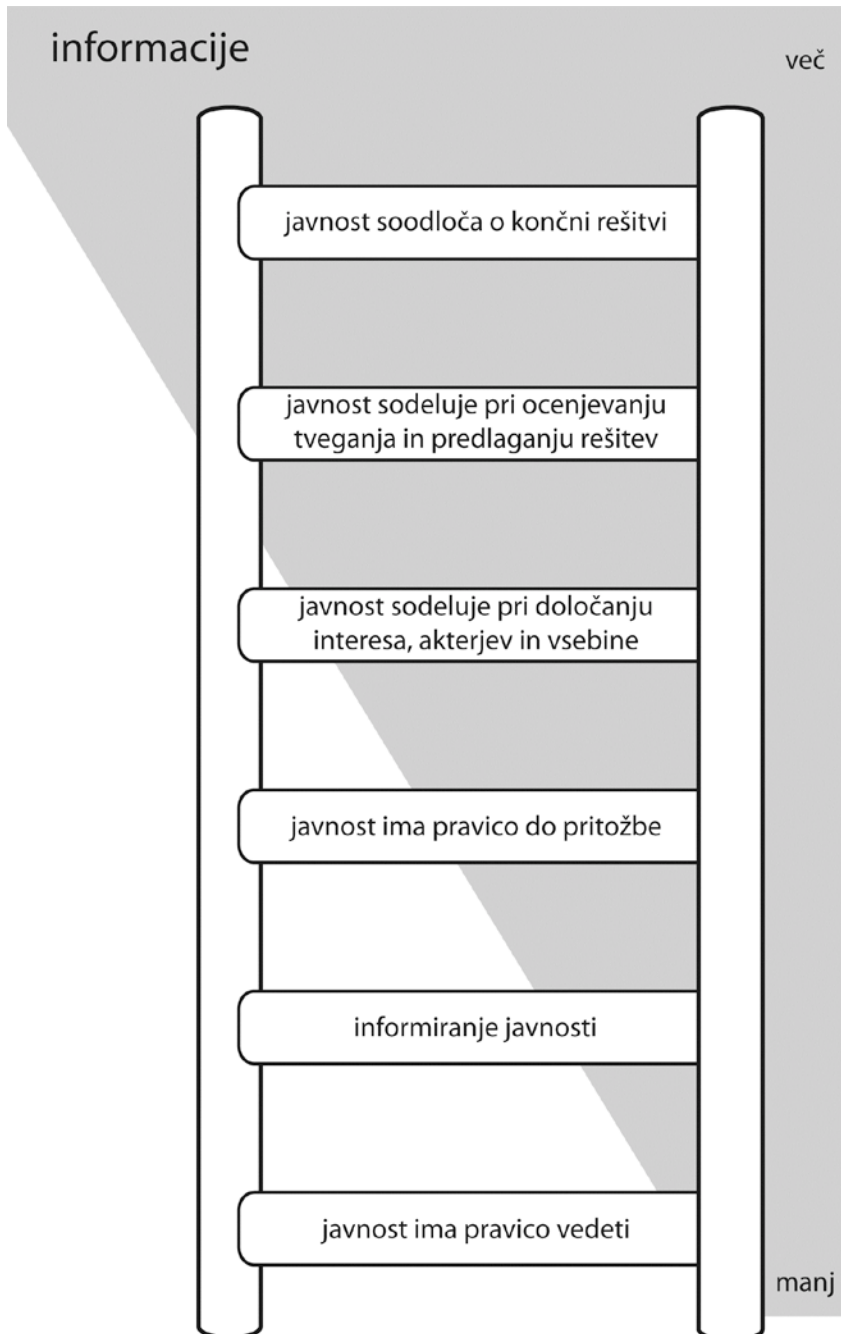 informacije
več
javnost soodloča o končni rešitvi
javnost sodeluje pri ocenjevanju
tveganja in predlaganju rešitev
javnost sodeluje pri določanju
interesa, akterjev in vsebine
javnost ima pravico do pritožbe
informiranje javnosti
javnost ima pravico vedeti
manj